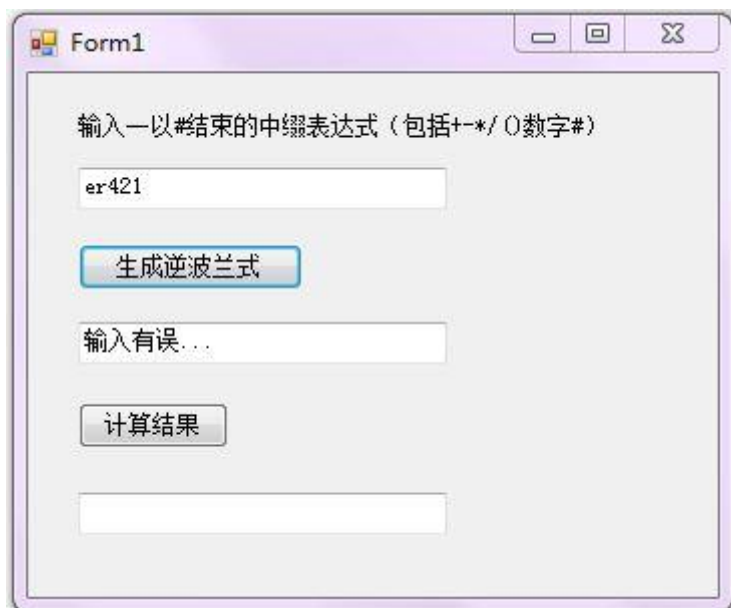 Form1
输入一以#结束的中缀表达式（包括+-*/()数字#）
er421
生成逆波兰式
输入有误...
计算结果